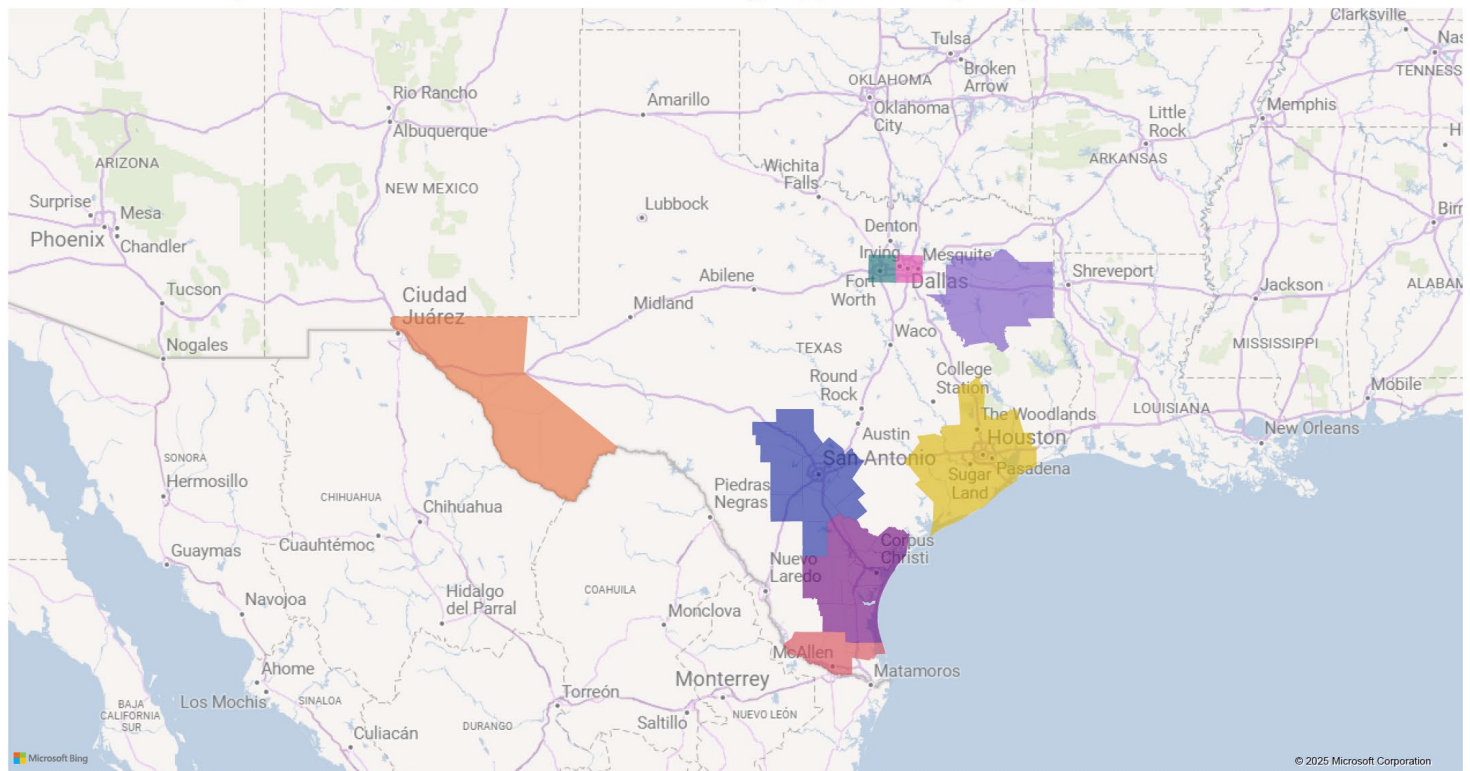 Clarksville
Nas
Tulsa
Broken
Arrow
TENNESS
OKLAHOMA
Rio Rancho
Amarillo
Oklahoma
City
Memphis
Albuquerque
Little
Rock
H
ARIZONA
ARKANSAS
Wichita
Falls
NEW MEXICO
Surprise
Mesa
Lubbock
Birr
Phoenix
Chandler
Denton
Irving
Mesquite
Shreveport
Abilene
Fort
Worth
Dallas
Tucson
Jackson
ALABAM
Ciudad
Juárez
Midland
Waco
Nogales
TEXAS
MISSISSIPPI
College
Station
Round
Rock
Mobile
The Woodlands
LOUISIANA
New Orleans
Austin
Houston
San Antonio
Pasadena
Sugar
Land
SONORA
Hermosillo
CHIHUAHUA
Piedras
Negras
Chihuahua
Cuauhtémoc
Guaymas
Corpus
Christi
Nuevo
Laredo
Hidalgo
del Parral
COAHUILA
Navojoa
Monclova
McAllen
Ahome
Matamoros
Monterrey
Torreón
Los Mochis
SINALOA
BAJA
CALIFORNIA
SUR
DURANGO
Saltillo
NUEVO LEÓN
Culiacán
Microsoft Bing
© 2025 Microsoft Corporation